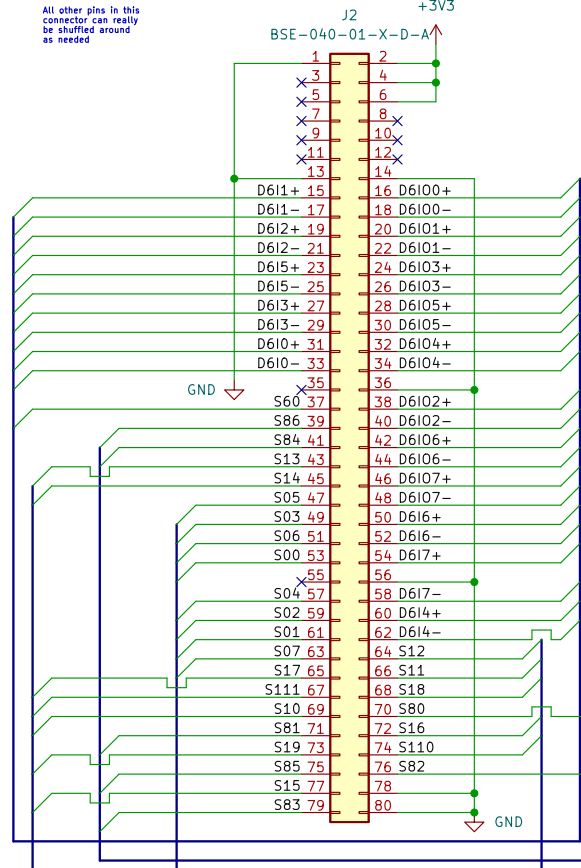 All other pins in this
connector can really
be shuffled around
as needed
+3V3
J2
BSE-040-01-X-D-A
1 2
3 4
5 6
7 8
9 10
11 12
13 14
D6I1+ 15 16 D6IO0+
D6I1- 17 18 D6IO0-
D6I2+ 19 20 D6IO1+
D6I2- 21 22 D6IO1-
D6I5+ 23 24 D6IO3+
D6I5- 25 26 D6IO3-
D6I3+ 27 28 D6IO5+
D6I3- 29 30 D6IO5-
D6I0+ 31 32 D6IO4+
D6I0- 33 34 D6IO4-
GND 35 36
S60 37 38 D6IO2+
S86 39 40 D6IO2-
S84 41 42 D6IO6+
S13 43 44 D6IO6-
S14 45 46 D6IO7+
S05 47 48 D6IO7-
S03 49 50 D6I6+
S06 51 52 D6I6-
S00 53 54 D6I7+
55 56
S04 57 58 D6I7-
S02 59 60 D6I4+
S01 61 62 D6I4-
S07 63 64 S12
S17 65 66 S11
S111 67 68 S18
S10 69 70 S80
S81 71 72 S16
S19 73 74 S110
S85 75 76 S82
S15 77 78
S83 79 80
GND